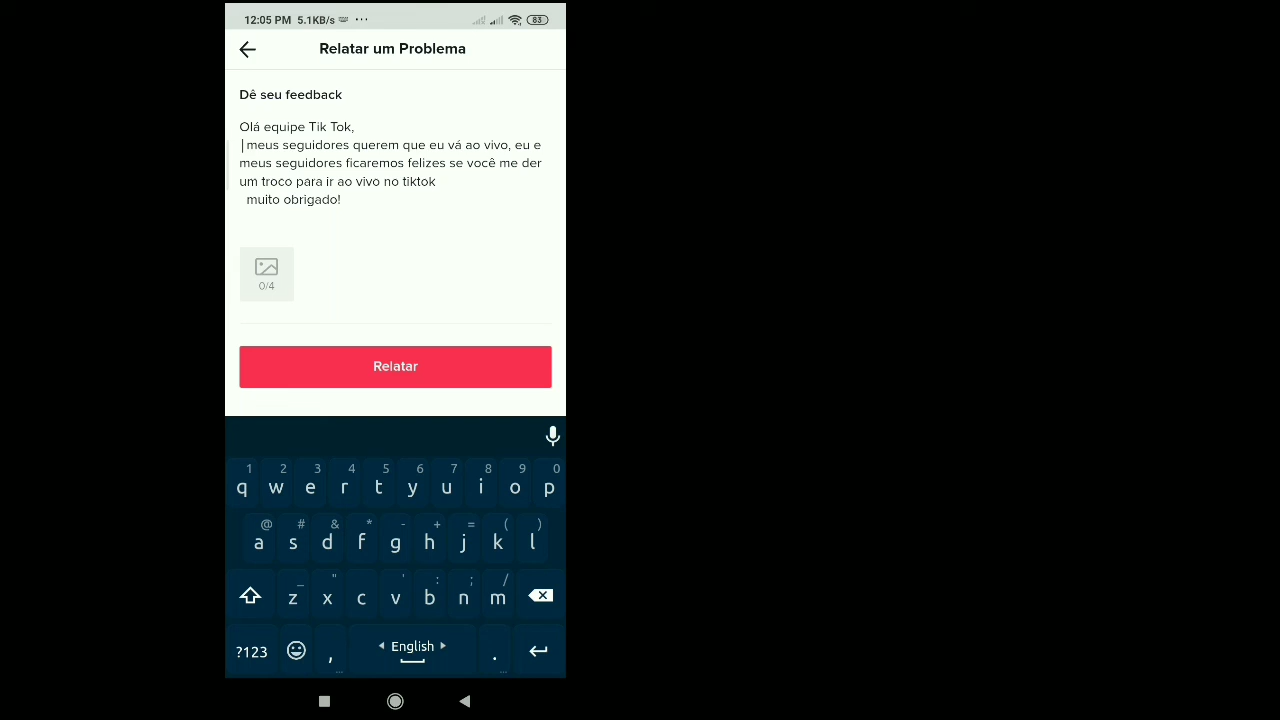 12:05 PM 5.1KB/s ··· 83
Relatar um Problema
Dê seu feedback
Olá equipe Tik Tok,
meus seguidores querem que eu vá ao vivo, eu e
meus seguidores ficaremos felizes se você me der
um troco para ir ao vivo no tiktok
muito obrigado!
0/4
Relatar
1 2 3 4 5 6 7 8 9 0
q w e r t y u i o p
@ # & * - + = ( )
a s d f g h j k l
_ " ' : ; /
z x c v b n m
?123 , English .